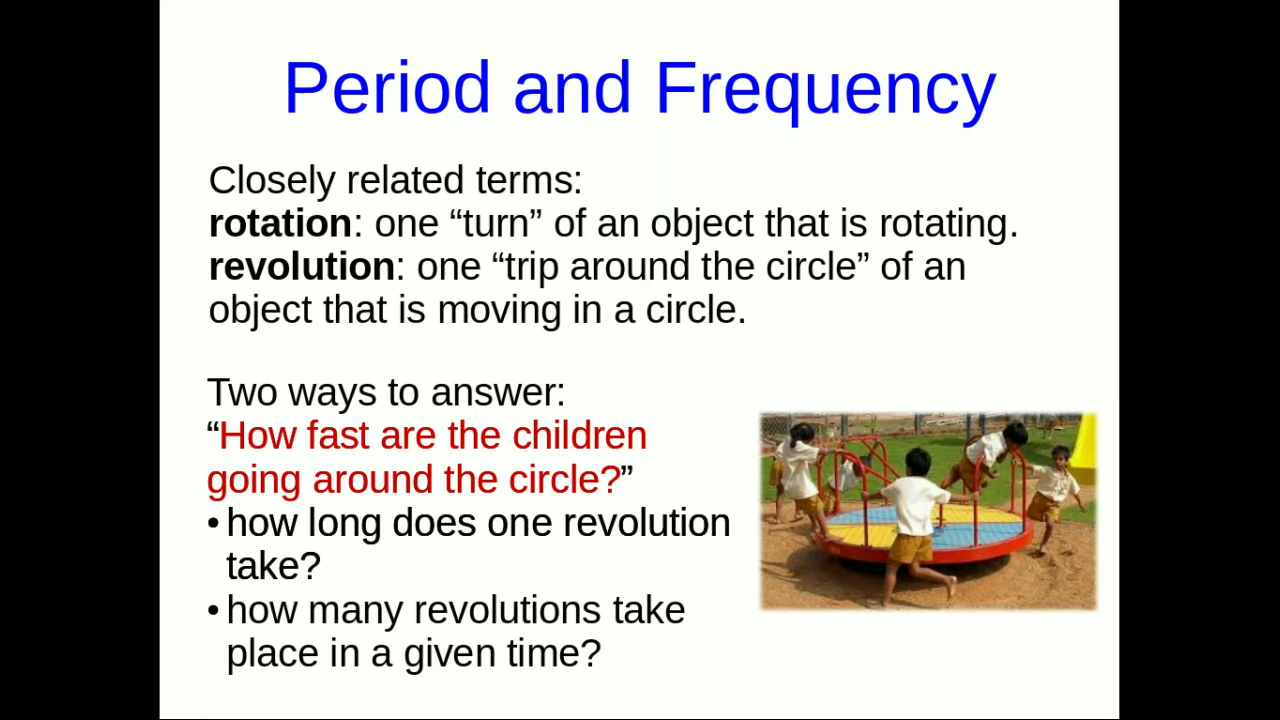 Period and Frequency
Closely related terms:
rotation: one “turn” of an object that is rotating.
revolution: one “trip around the circle” of an
object that is moving in a circle.
Two ways to answer:
“How fast are the children
going around the circle?”
• how long does one revolution
take?
• how many revolutions take
place in a given time?